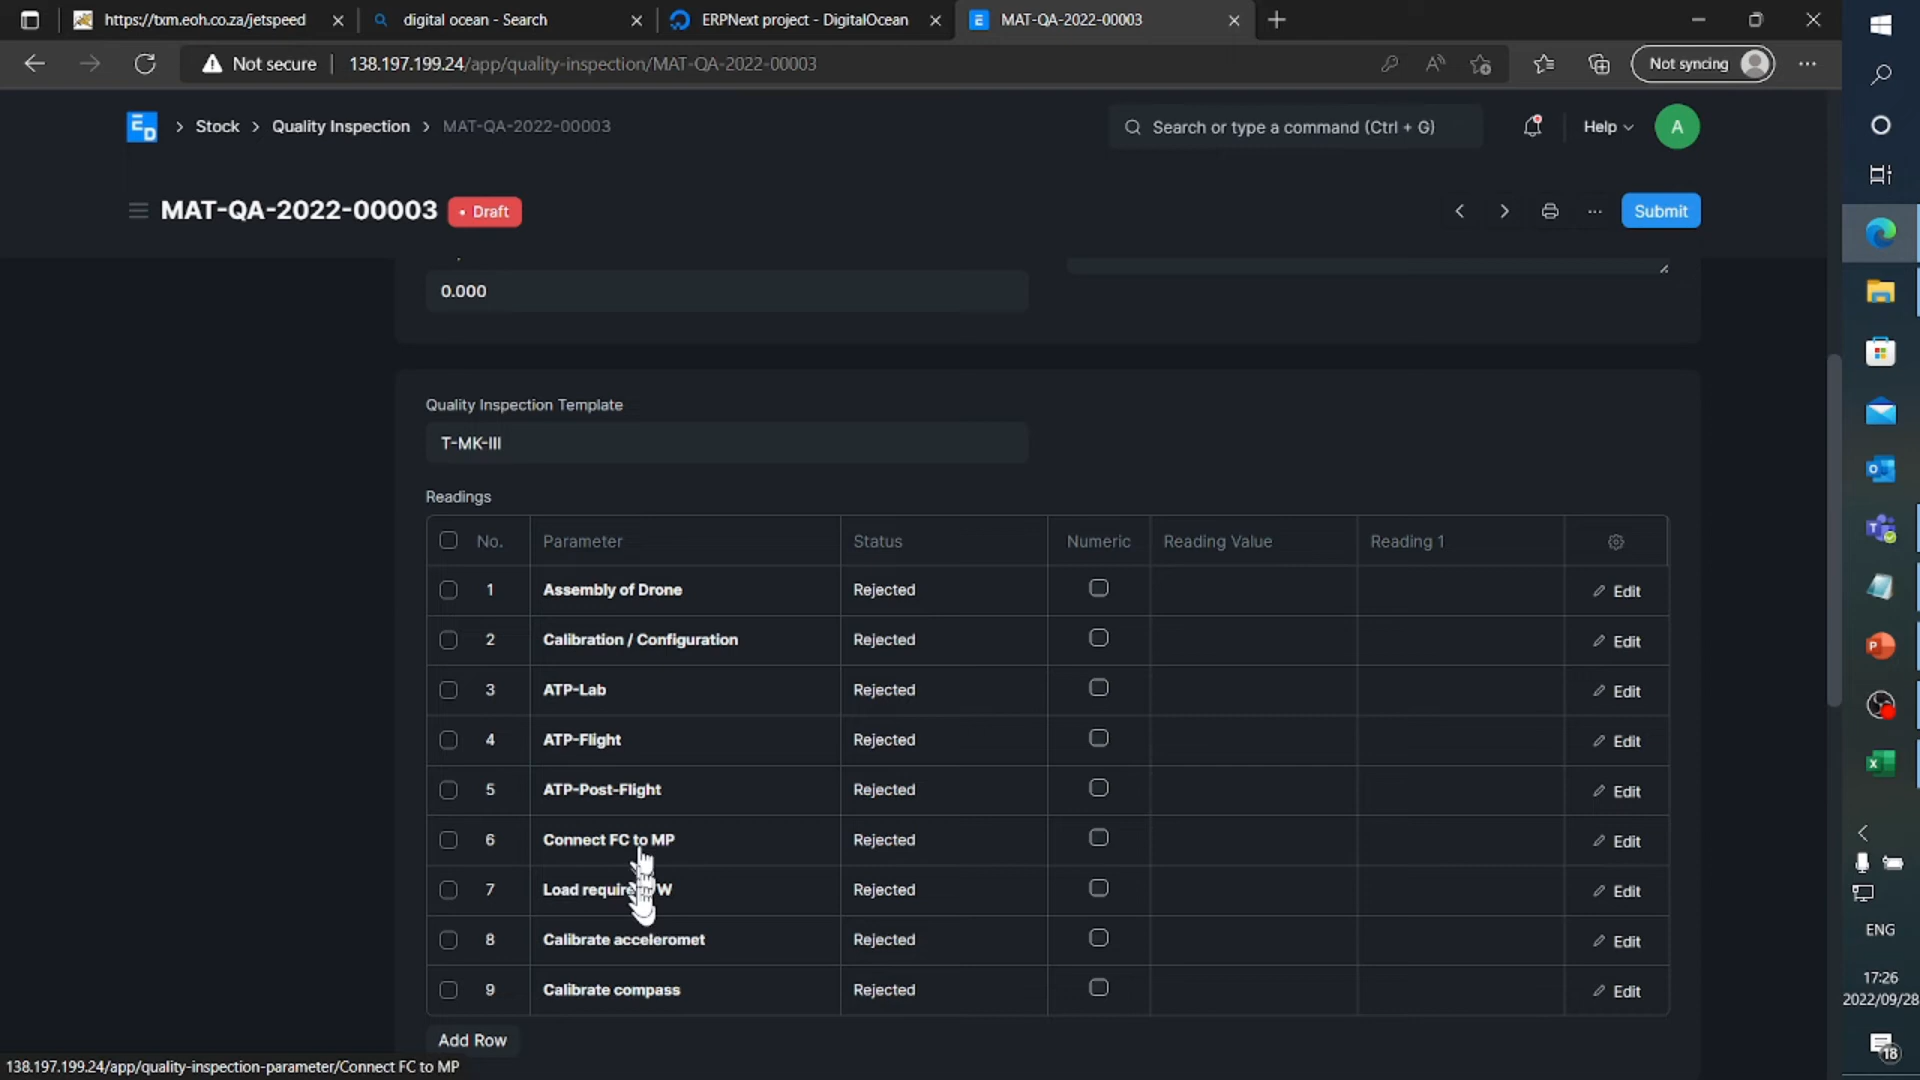 https://txm.eoh.co.za/jetspeed
digital ocean - Search
ERPNext project - DigitalOcean
MAT-QA-2022-00003
Not secure
138.197.199.24/app/quality-inspection/MAT-QA-2022-00003
Not syncing
Stock
Quality Inspection
MAT-QA-2022-00003
Search or type a command (Ctrl + G)
Help
A
MAT-QA-2022-00003
Draft
Submit
0.000
Quality Inspection Template
T-MK-III
Readings
No. Parameter Status Numeric Reading Value Reading 1
1 Assembly of Drone Rejected Edit
2 Calibration / Configuration Rejected Edit
3 ATP-Lab Rejected Edit
4 ATP-Flight Rejected Edit
5 ATP-Post-Flight Rejected Edit
6 Connect FC to MP Rejected Edit
7 Load require W Rejected Edit
8 Calibrate acceleromet Rejected Edit
9 Calibrate compass Rejected Edit
Add Row
138.197.199.24/app/quality-inspection-parameter/Connect FC to MP
ENG
17:26
2022/09/28
18